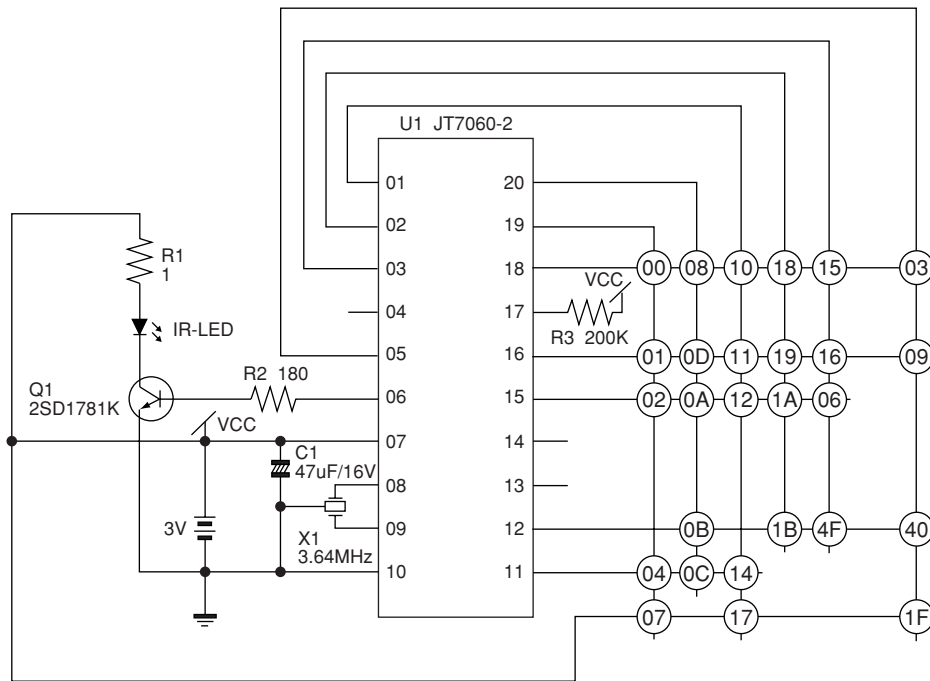 U1 JT7060-2
01
20
02
19
R1
1
03
18
00
08
10
18
15
03
VCC
IR-LED
04
17
R3 200K
05
16
01
0D
11
19
16
09
Q1
2SD1781K
R2 180
06
15
02
0A
12
1A
06
VCC
07
14
C1
47uF/16V
08
13
3V
X1
3.64MHz
09
12
0B
1B
4F
40
10
11
04
0C
14
07
17
1F